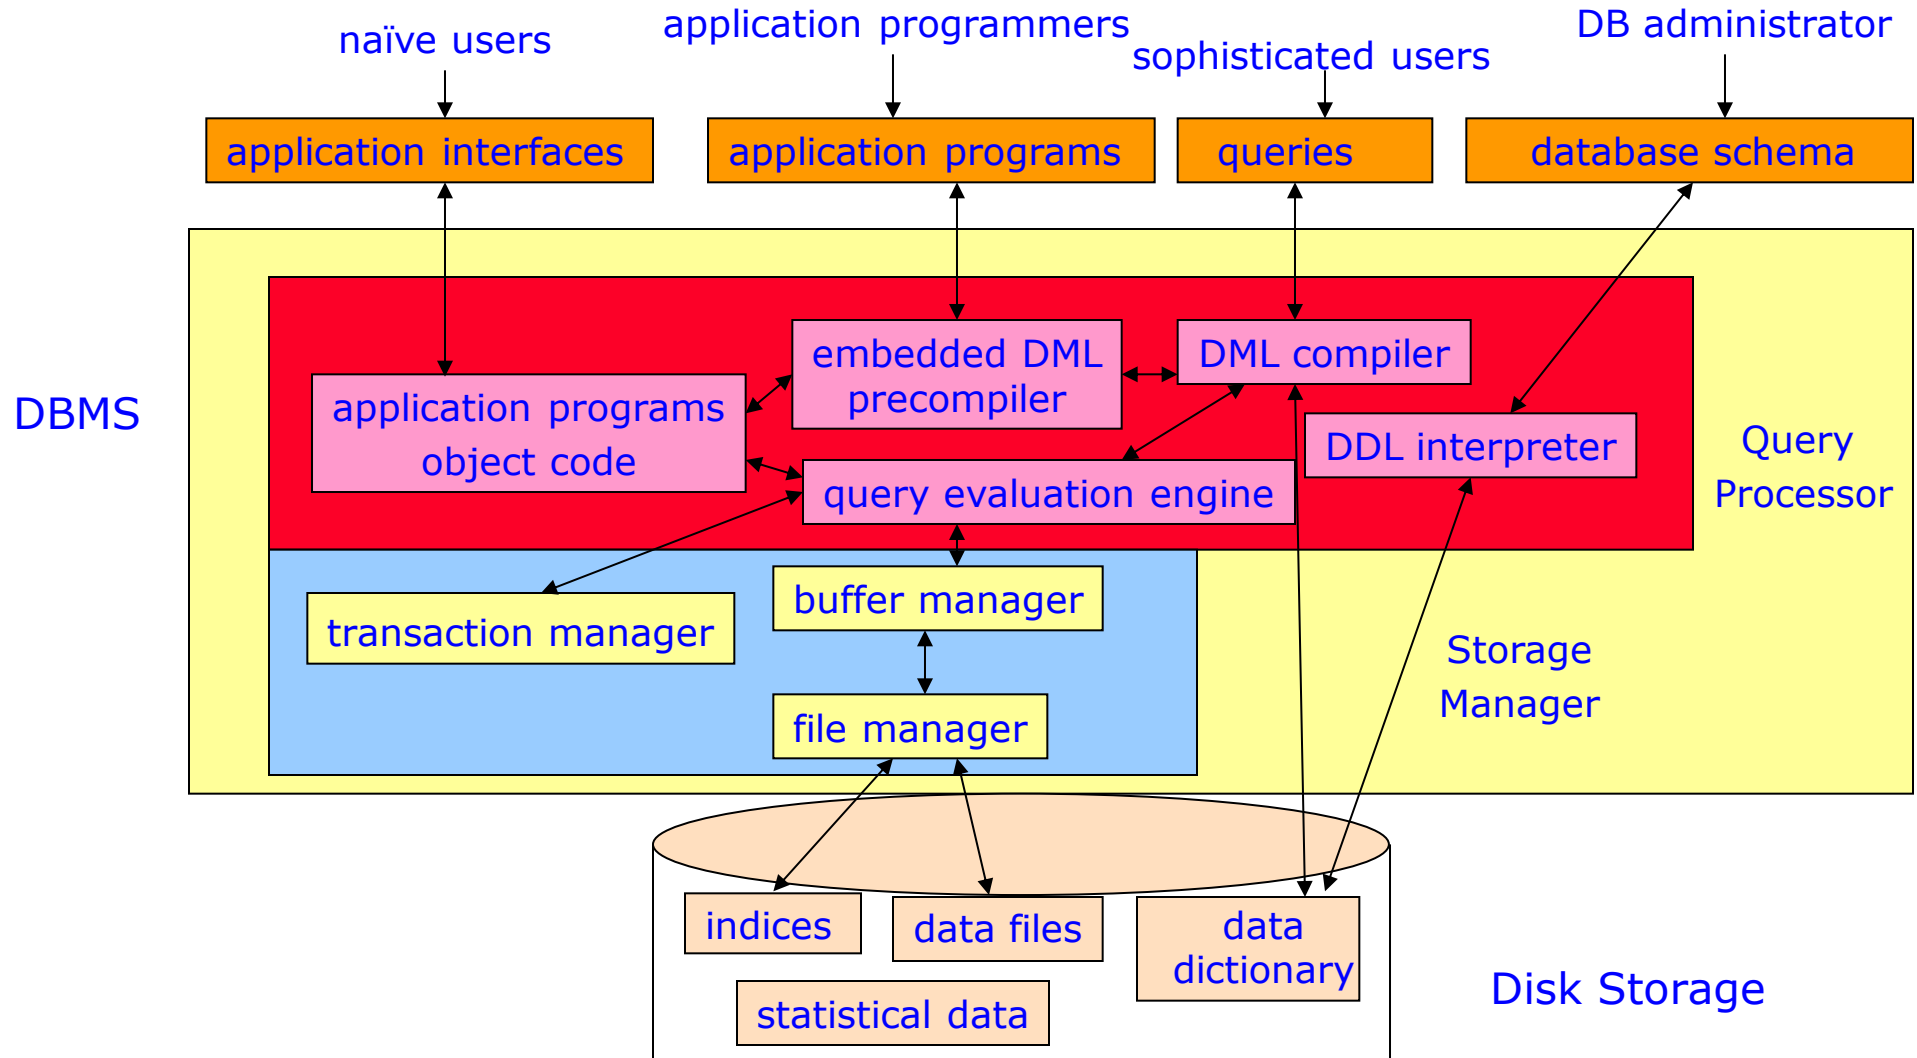 naïve users
application programmers
sophisticated users
DB administrator
application interfaces
application programs
queries
database schema
embedded DML
precompiler
DML compiler
application programs
object code
DDL interpreter
query evaluation engine
DBMS
Query
Processor
buffer manager
transaction manager
Storage
Manager
file manager
indices
data files
data
dictionary
statistical data
Disk Storage